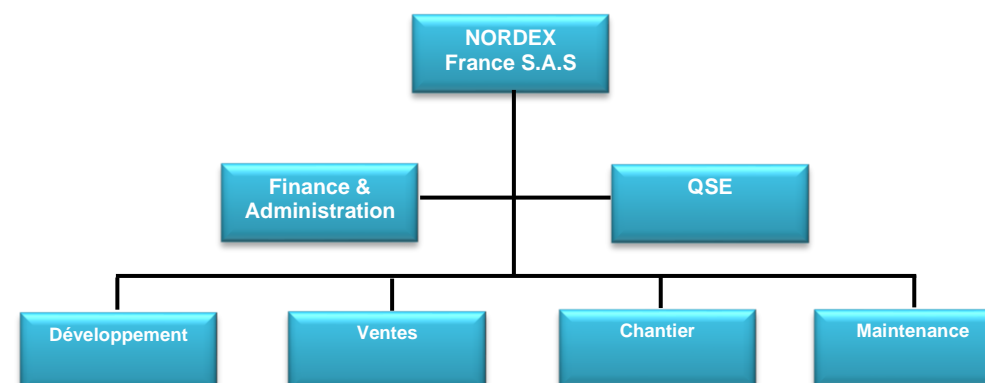 NORDEX
France S.A.S
Finance &
Administration
QSE
Développement
Ventes
Chantier
Maintenance